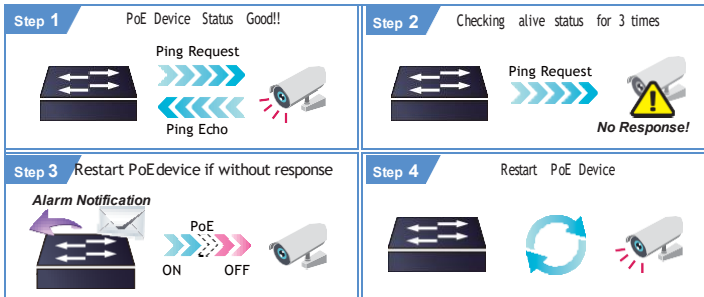 Step 1
PoE Device Status Good!!
Ping Request
Ping Echo
Step 2
Checking alive status for 3 times
Ping Request
No Response!
Step 3
Restart PoE device if without response
Alarm Notification
PoE
ON OFF
Step 4
Restart PoE Device